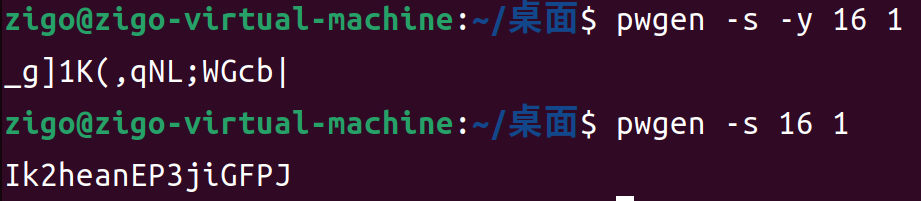 zigo@zigo-virtual-machine:~/桌面$ pwgen -s -y 16 1
_g]1K(,qNL;WGcb|
zigo@zigo-virtual-machine:~/桌面$ pwgen -s 16 1
Ik2heanEP3jiGFPJ